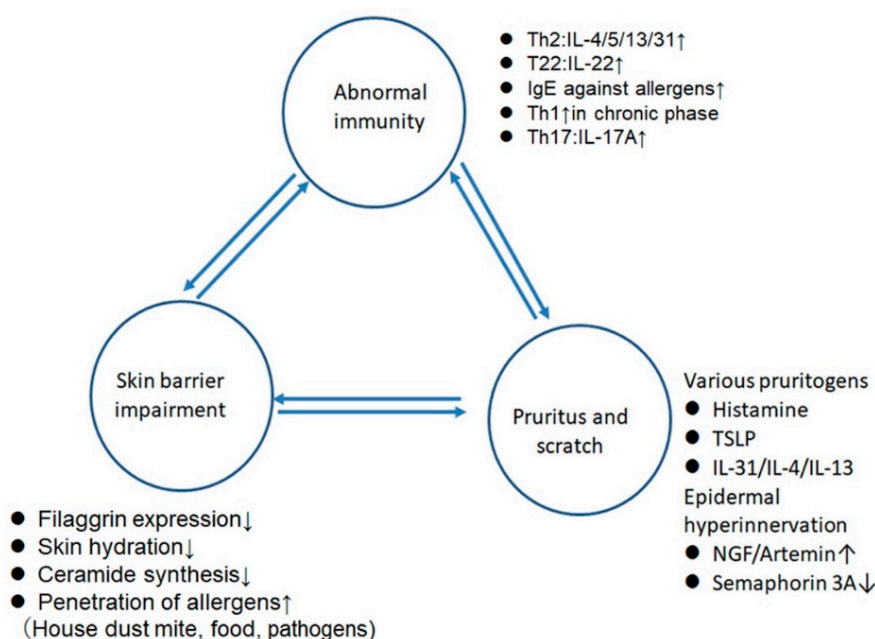 ● Th2:IL-4/5/13/31↑
● T22:IL-22↑
● IgE against allergens↑
● Th1↑in chronic phase
● Th17:IL-17A↑
Abnormal
immunity
Skin barrier
impairment
Pruritus and
scratch
Various pruritogens
● Histamine
● TSLP
● IL-31/IL-4/IL-13
Epidermal
hyperinnervation
● NGF/Artemin↑
● Semaphorin 3A↓
● Filaggrin expression↓
● Skin hydration↓
● Ceramide synthesis↓
● Penetration of allergens↑
(House dust mite, food, pathogens)